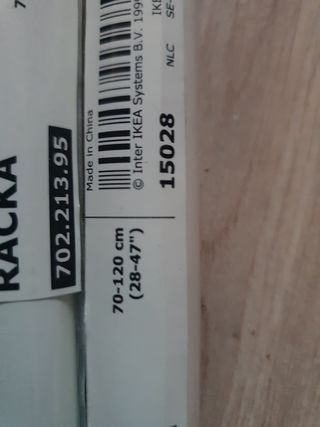 RACKA
702.213.95
Made in China
© Inter IKEA Systems B.V. 199
NLC
15028
70-120 cm
(28-47")